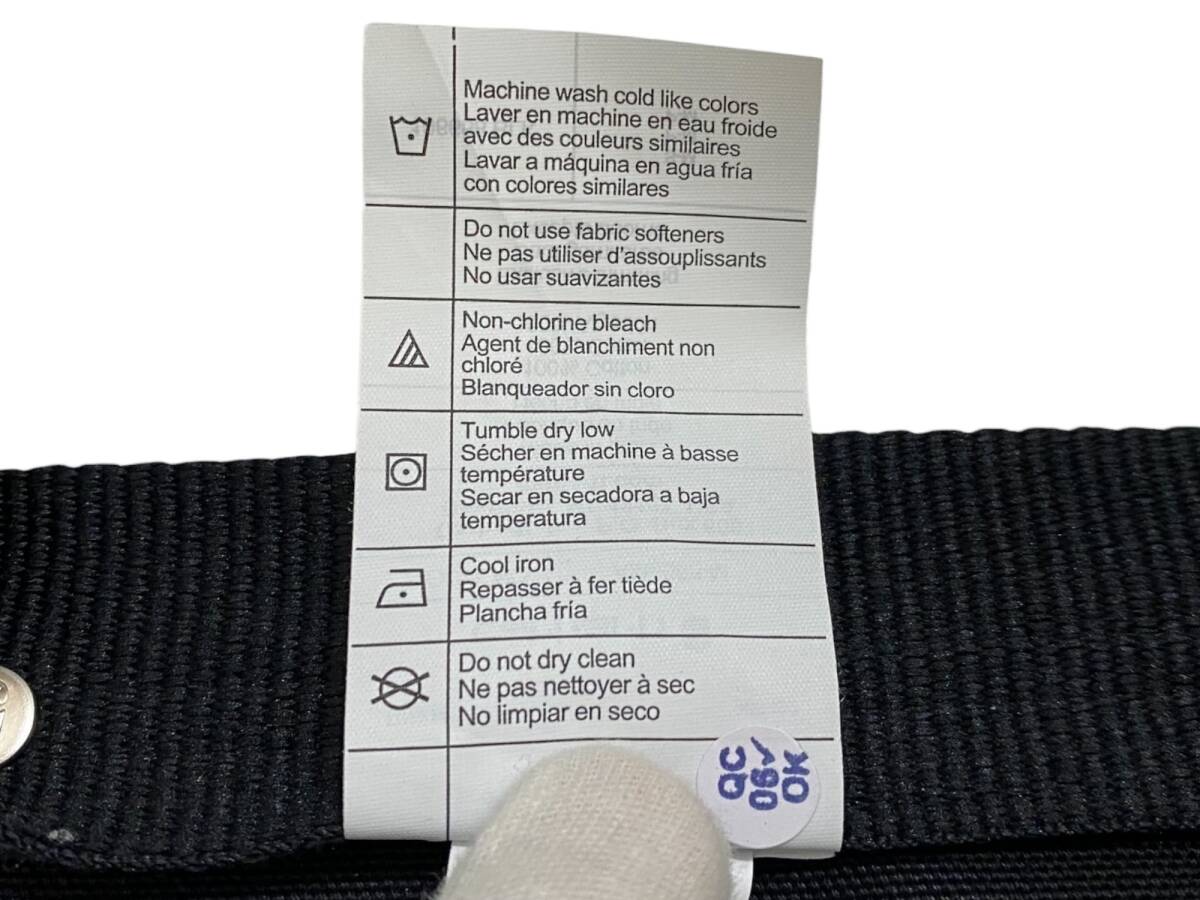 Machine wash cold like colors
Laver en machine en eau froide
avec des couleurs similaires
Lavar a máquina en agua fría
con colores similares
Do not use fabric softeners
Ne pas utiliser d'assouplissants
No usar suavizantes
Non-chlorine bleach
Agent de blanchiment non
chloré
Blanqueador sin cloro
Tumble dry low
Sécher en machine à basse
température
Secar en secadora a baja
temperatura
Cool iron
Repasser à fer tiède
Plancha fría
Do not dry clean
Ne pas nettoyer à sec
No limpiar en seco
QC
06✓
OK